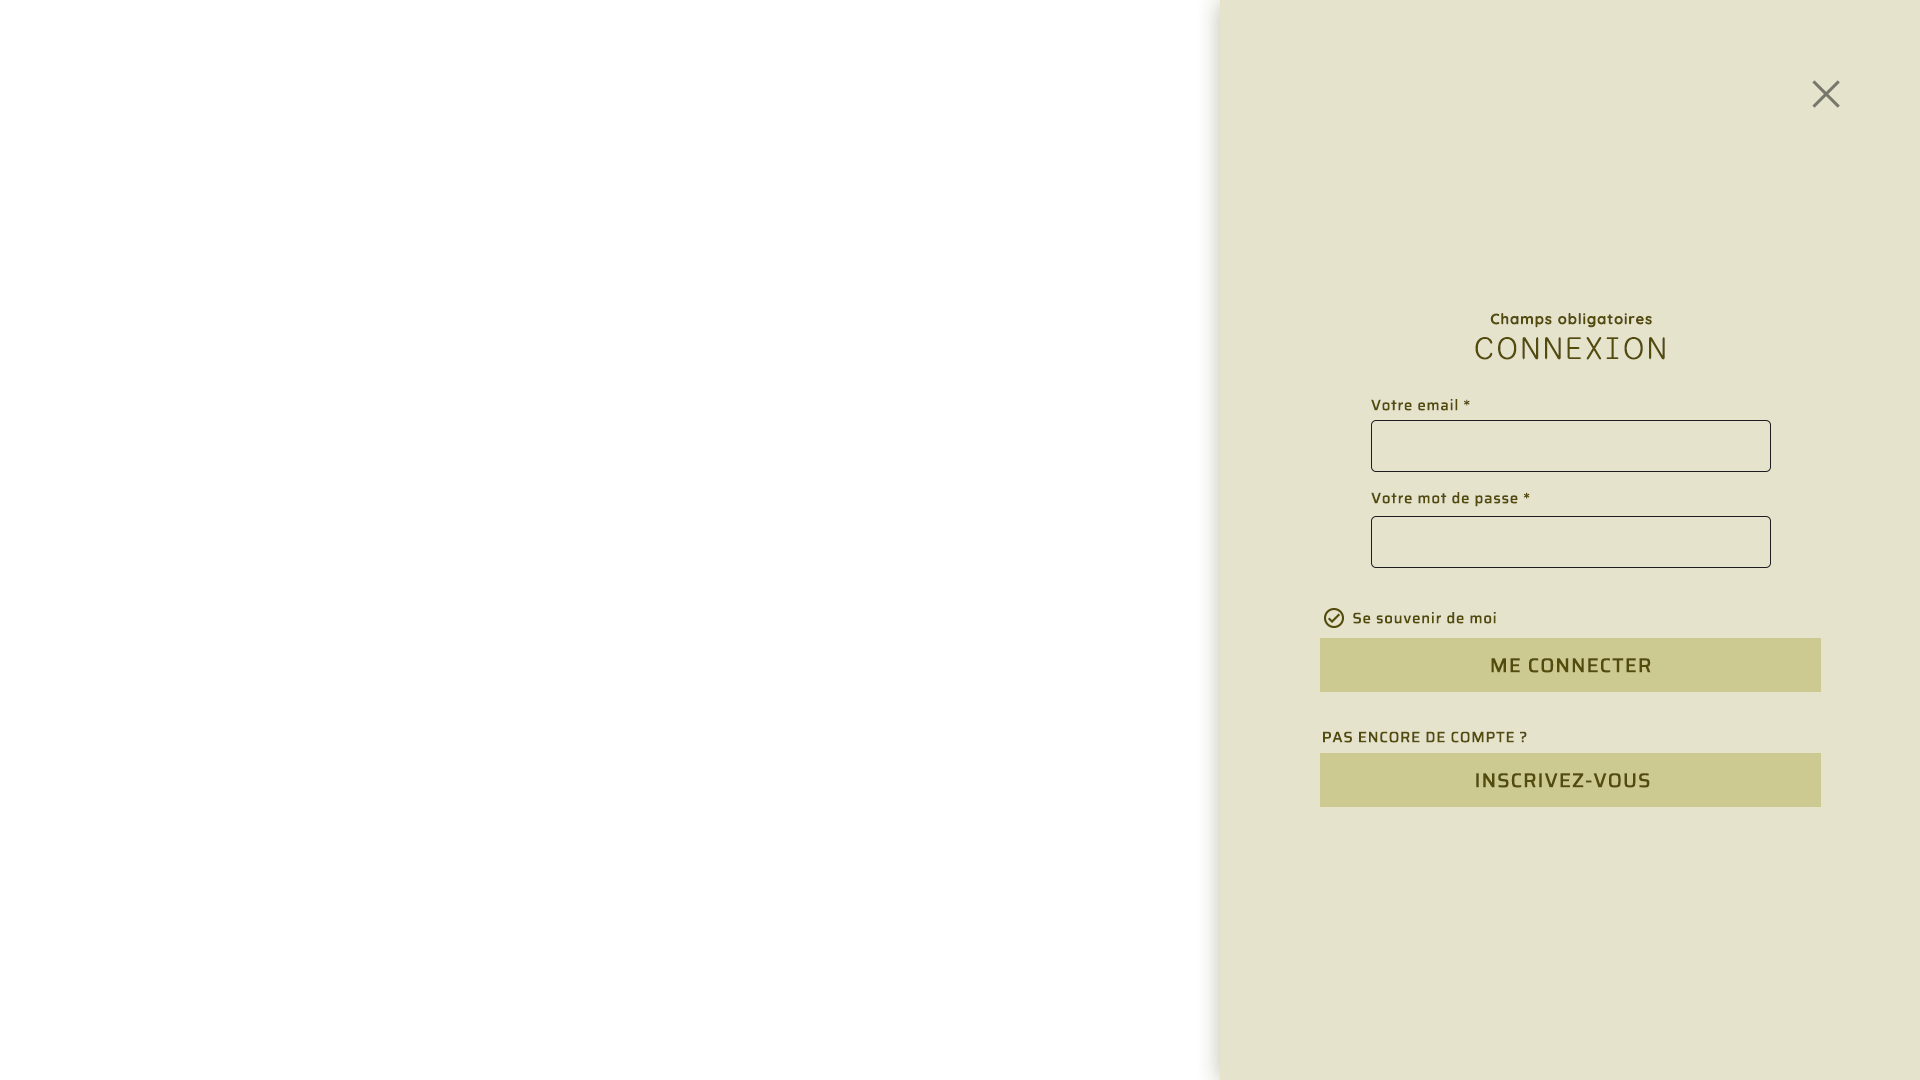 Champs obligatoires
CONNEXION
Votre email *
Votre mot de passe *
Se souvenir de moi
ME CONNECTER
PAS ENCORE DE COMPTE ?
INSCRIVEZ-VOUS